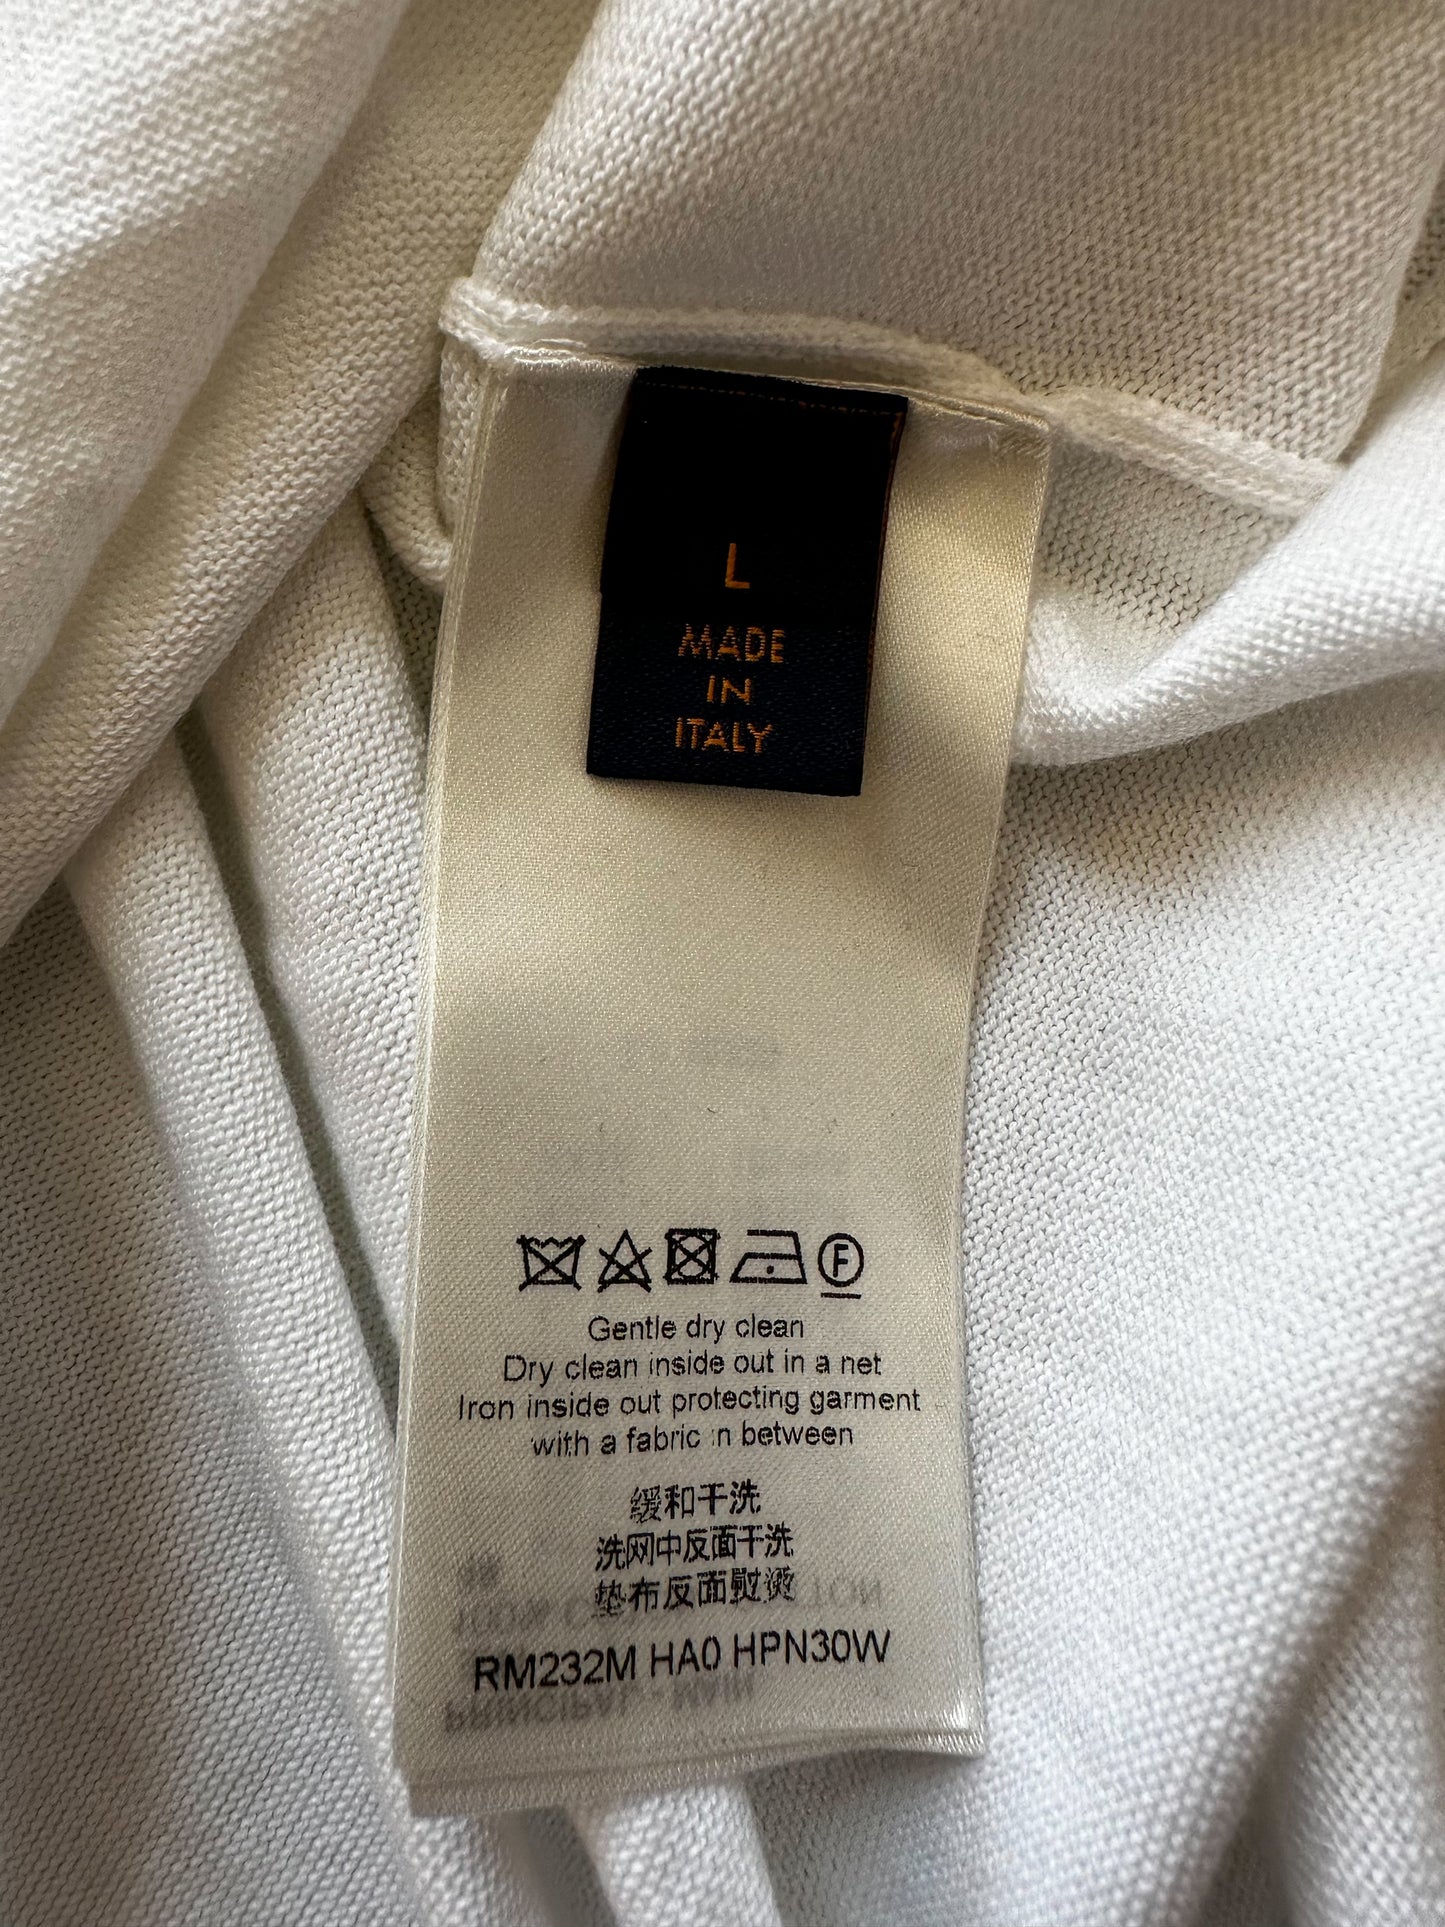 L
MADE
IN
ITALY
F
Gentle dry clean
Dry clean inside out in a net
Iron inside out protecting garment
with a fabric in between
缓和干洗
洗网中反面干洗
垫布反面熨烫
RM232M HA0 HPN30W